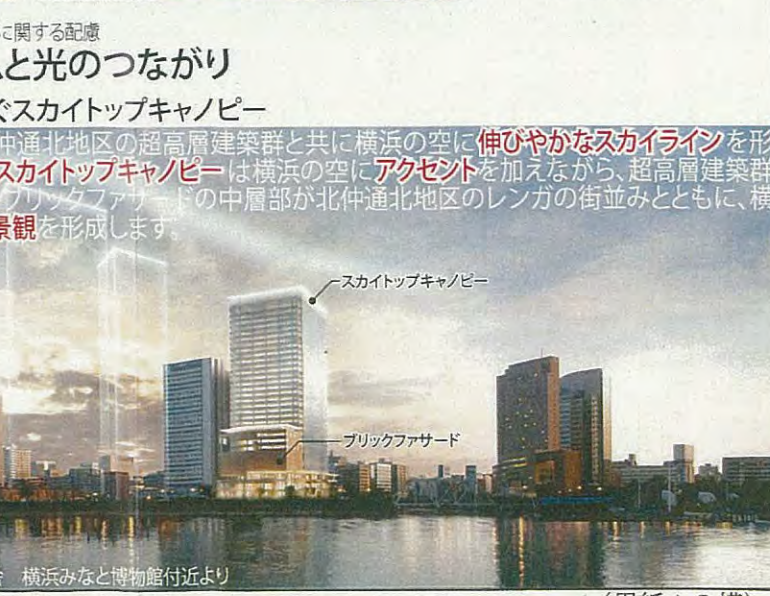 に関する配慮
と光のつながり
ぐスカイトップキャノピー
仲通北地区の超高層建築群と共に横浜の空に伸びやかなスカイラインを形
スカイトップキャノピーは横浜の空にアクセントを加えながら、超高層建築群
ブリックファサードの中層部が北仲通北地区のレンガの街並みとともに、横
景観を形成します。
スカイトップキャノピー
ブリックファサード
横浜みなと博物館付近より